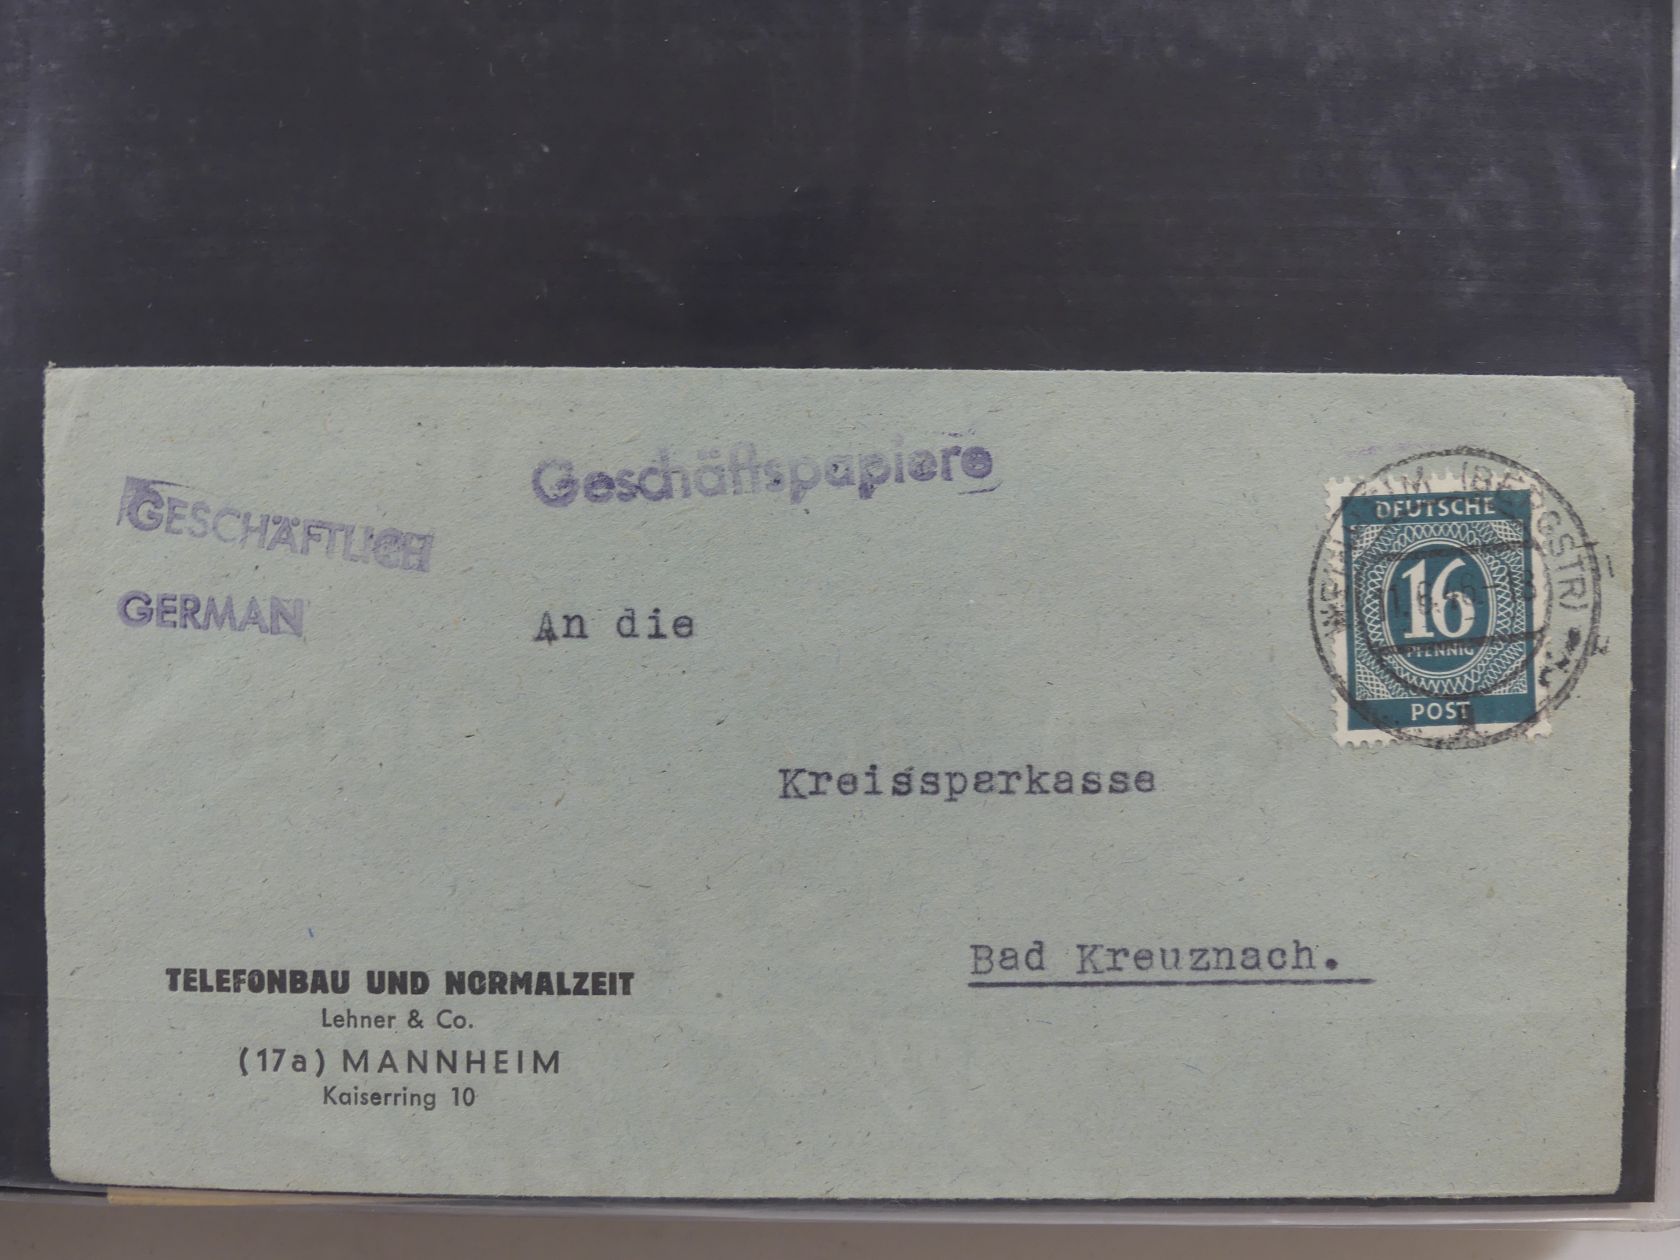 Geschäftspapiere
GESCHÄFTLICH
GERMAN
An die
Kreissparkasse
Bad Kreuznach.
DEUTSCHE
16
PFENNIG
POST
(BERGSTR)
TELEFONBAU UND NORMALZEIT
Lehner & Co.
(17a) MANNHEIM
Kaiserring 10